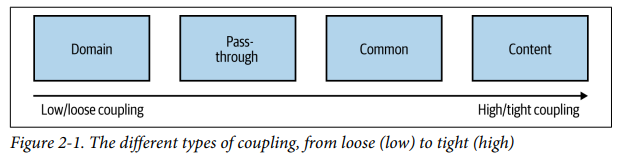 Domain
Pass-
through
Common
Content
Low/loose coupling
High/tight coupling
Figure 2-1. The different types of coupling, from loose (low) to tight (high)